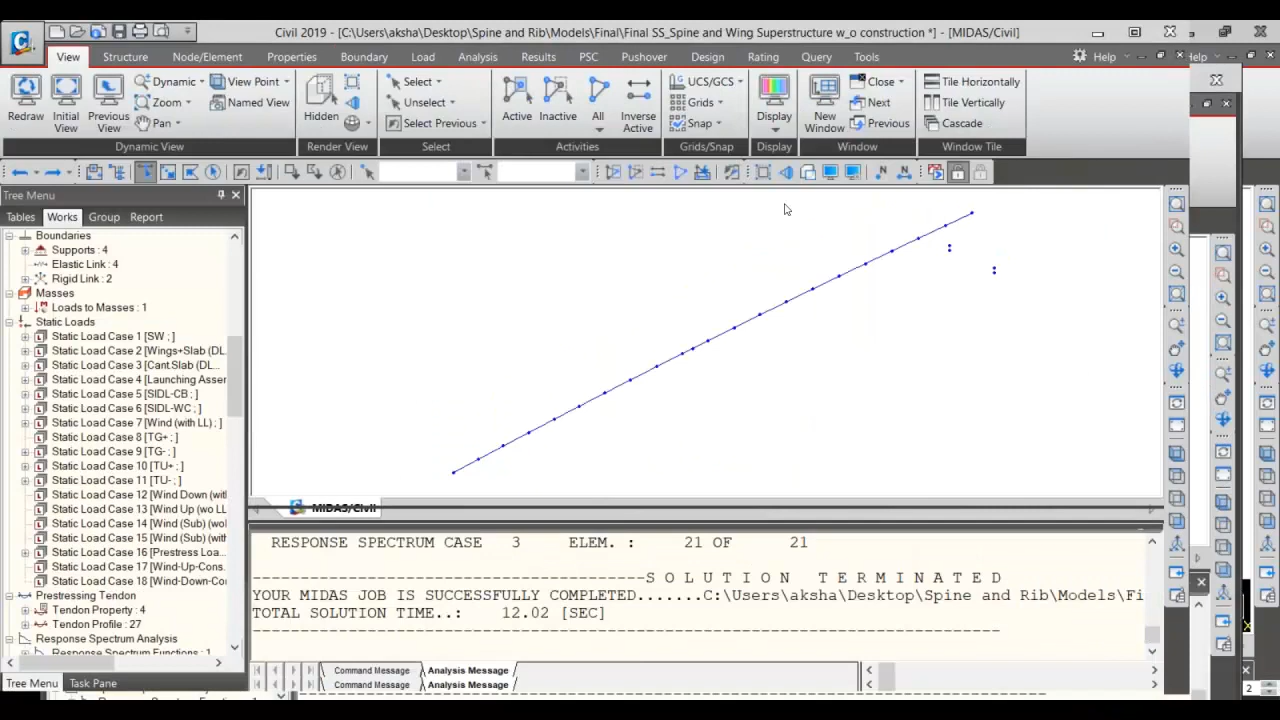 Civil 2019 - [C:\Users\aksha\Desktop\Spine and Rib\Models\Final\Final SS_Spine and Wing Superstructure w_o construction *] - [MIDAS/Civil]
View Structure Node/Element Properties Boundary Load Analysis Results PSC Pushover Design Rating Query Tools Help Help
Redraw
Initial View
Previous View
Dynamic
Zoom
Pan
View Point
Named View
Hidden
Select
Unselect
Select Previous
Active
Inactive
All
Inverse Active
UCS/GCS
Grids
Snap
Display
New Window
Close
Next
Previous
Tile Horizontally
Tile Vertically
Cascade
Dynamic View Render View Select Activities Grids/Snap Display Window Window Tile
Tree Menu
Tables Works Group Report
Boundaries
Supports : 4
Elastic Link : 4
Rigid Link : 2
Masses
Loads to Masses : 1
Static Loads
Static Load Case 1 [SW ; ]
Static Load Case 2 [Wings+Slab (DL
Static Load Case 3 [Cant.Slab (DL..
Static Load Case 4 [Launching Asser
Static Load Case 5 [SIDL-CB ; ]
Static Load Case 6 [SIDL-WC ; ]
Static Load Case 7 [Wind (with LL) ; ]
Static Load Case 8 [TG+ ; ]
Static Load Case 9 [TG- ; ]
Static Load Case 10 [TU+ ; ]
Static Load Case 11 [TU- ; ]
Static Load Case 12 [Wind Down (wit
Static Load Case 13 [Wind Up (wo LL
Static Load Case 14 [Wind (Sub) (wol
Static Load Case 15 [Wind (Sub) (wit
Static Load Case 16 [Prestress Loa..
Static Load Case 17 [Wind-Up-Cons.
Static Load Case 18 [Wind-Down-Co
Prestressing Tendon
Tendon Property : 4
Tendon Profile : 27
Response Spectrum Analysis
Response Spectrum Functions : 1
Tree Menu Task Pane
MIDAS/Civil
RESPONSE SPECTRUM CASE 3 ELEM. : 21 OF 21
S O L U T I O N T E R M I N A T E D
YOUR MIDAS JOB IS SUCCESSFULLY COMPLETED.......C:\Users\aksha\Desktop\Spine and Rib\Models\Fi
TOTAL SOLUTION TIME..: 12.02 [SEC]
Command Message Analysis Message
Command Message Analysis Message
2